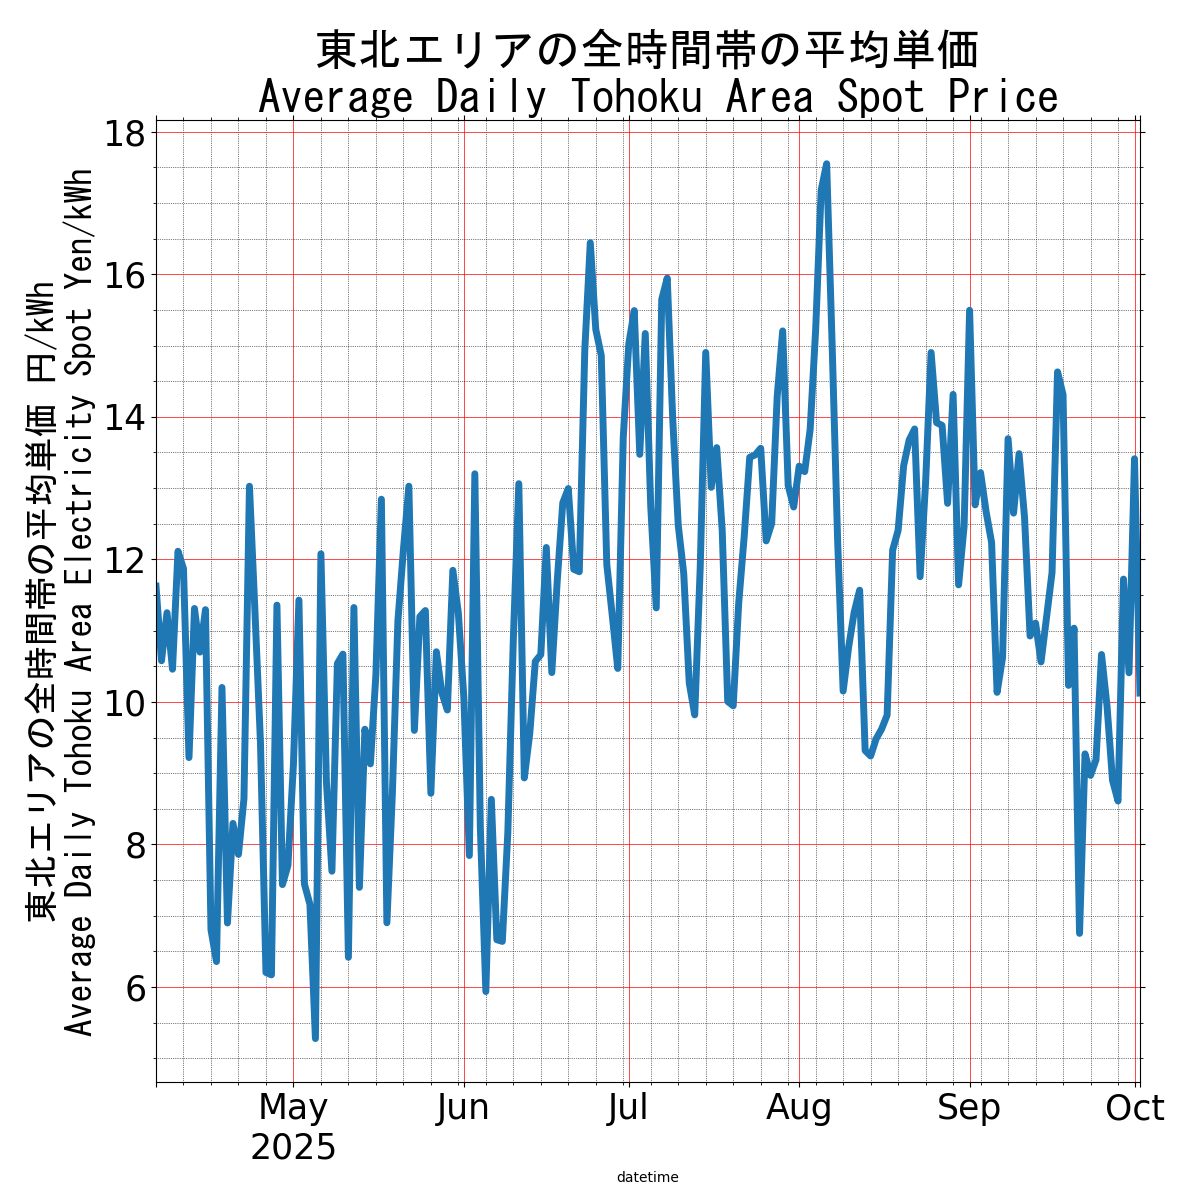 東北エリアの全時間帯の平均単価
Average Daily Tohoku Area Spot Price
東北エリアの全時間帯の平均単価 円/kWh
Average Daily Tohoku Area Electricity Spot Yen/kWh
18
16
14
12
10
8
6
May
2025
Jun
Jul
Aug
Sep
Oct
datetime